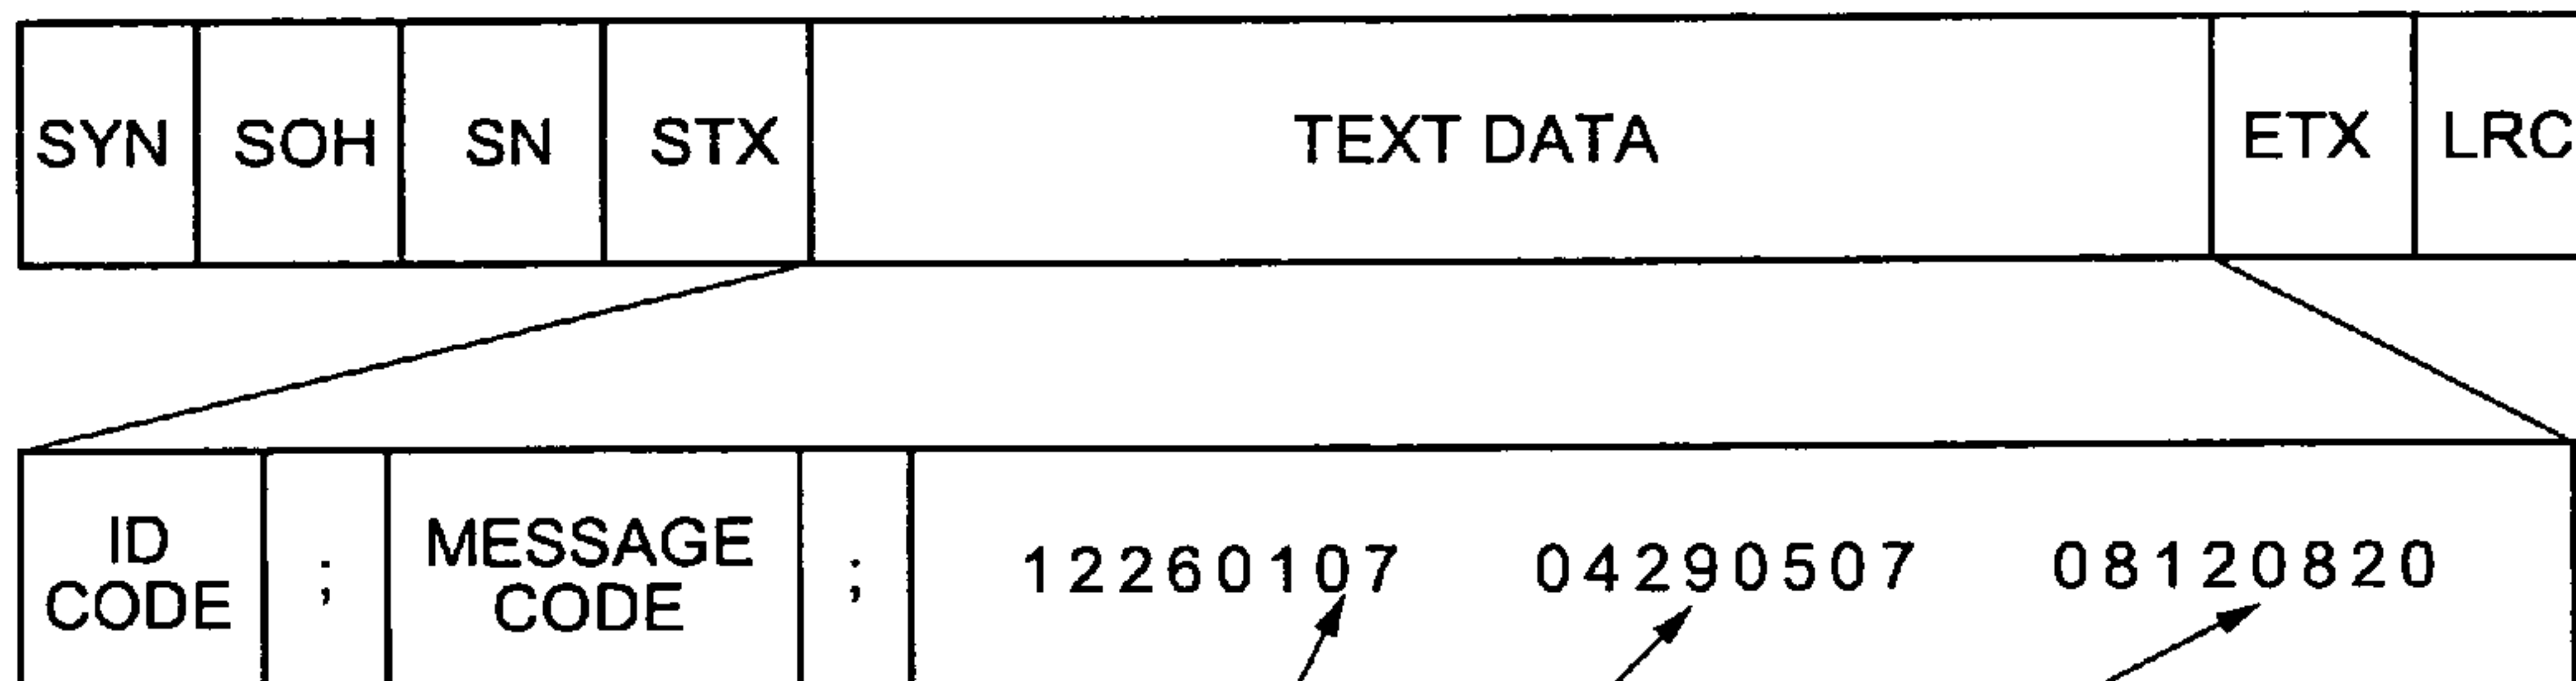 SYN SOH SN STX TEXT DATA ETX LRC
ID CODE ; MESSAGE CODE ; 12260107 04290507 08120820